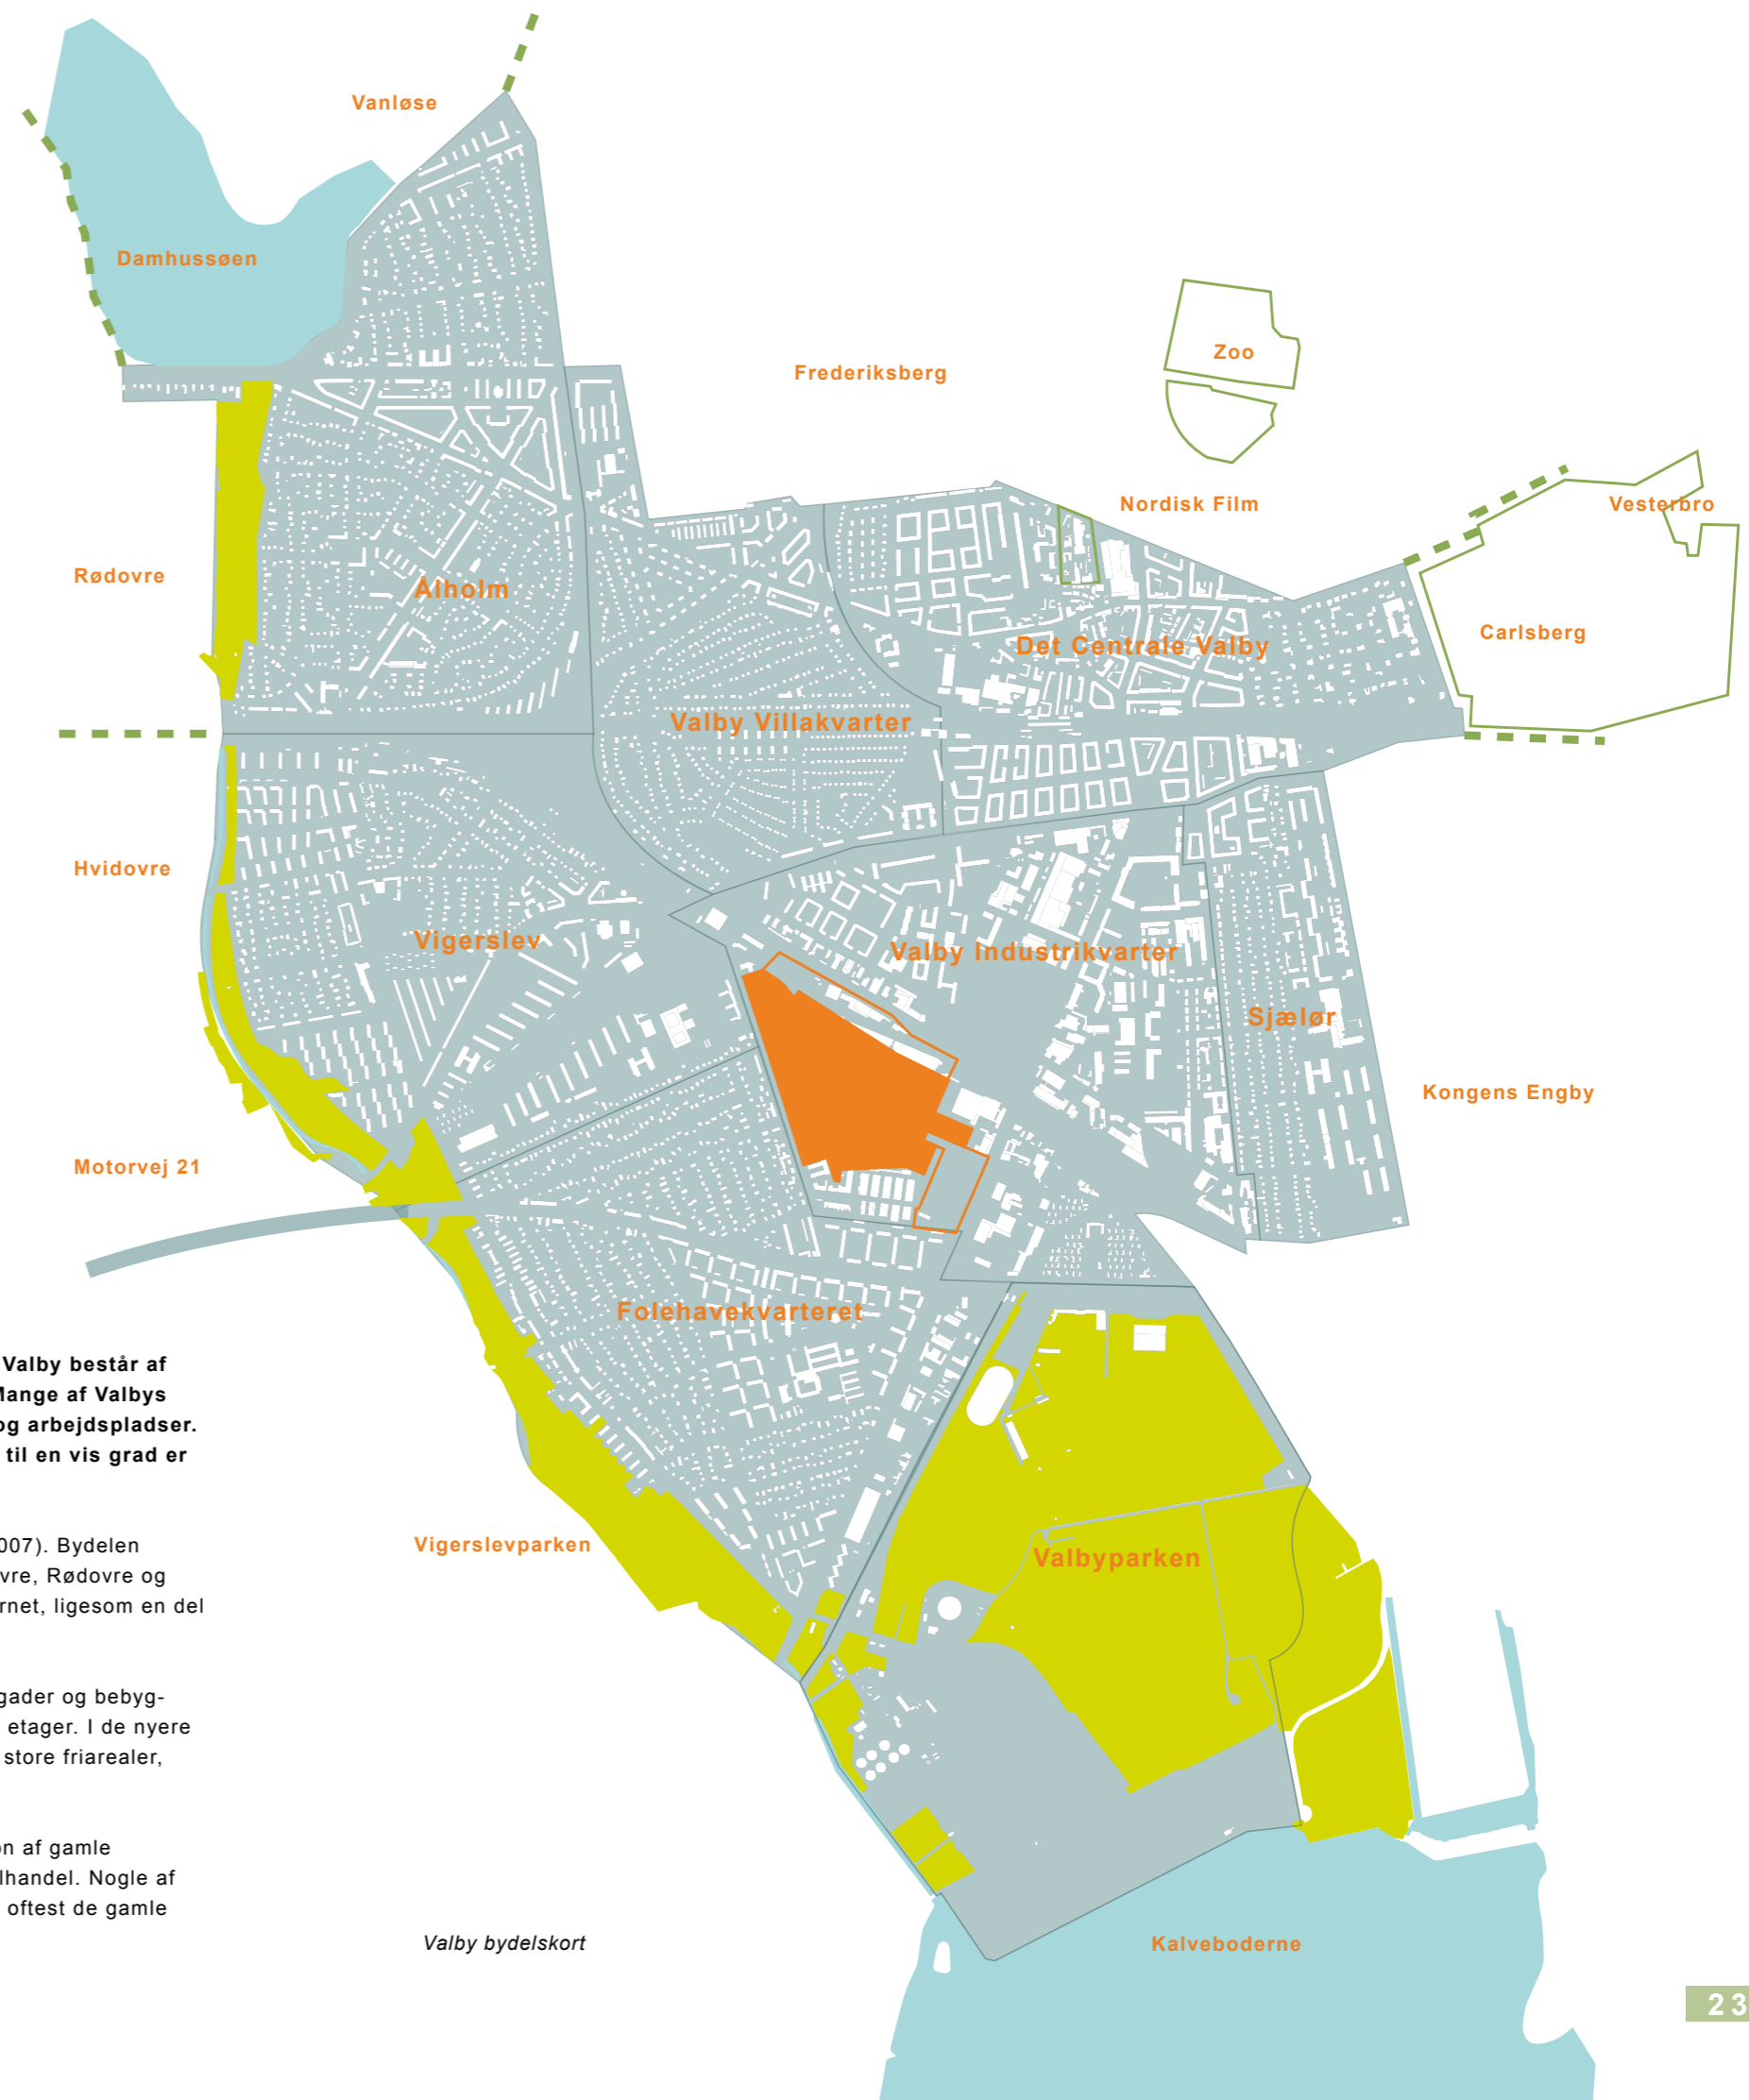 Vanløse
Damhussøen
Zoo
Frederiksberg
Nordisk Film
Vesterbro
Rødovre
Ålholm
Carlsberg
Det Centrale Valby
Valby Villakvarter
Hvidovre
Vigerslev
Valby Industrikvarter
Sjælør
Kongens Engby
Motorvej 21
Folehavekvarteret
Valby består af
Mange af Valbys
og arbejdspladser.
til en vis grad er
007). Bydelen
vre, Rødovre og
rnet, ligesom en del
Vigerslevparken
Valbyparken
gader og bebyg-
etager. I de nyere
store friarealer,
on af gamle
lhandel. Nogle af
oftest de gamle
Valby bydelskort
Kalveboderne
23